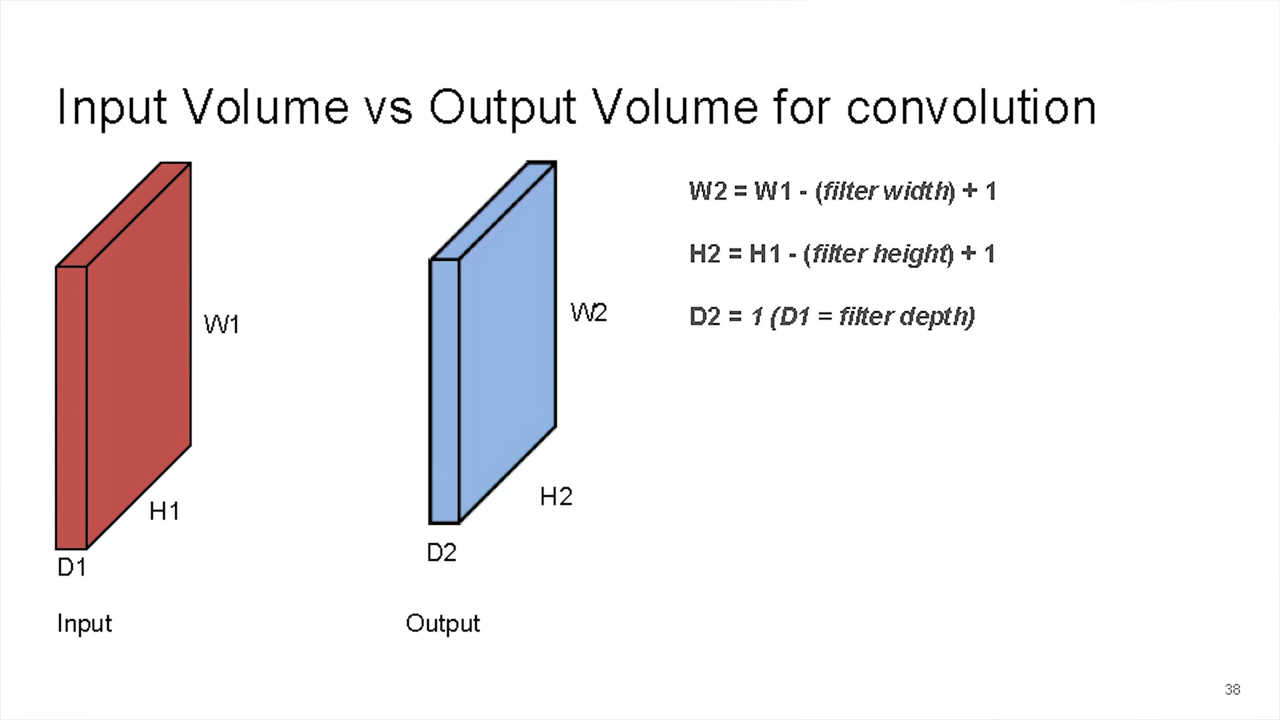 Input Volume vs Output Volume for convolution
W1
H1
D1
Input
W2
H2
D2
Output
W2 = W1 - (filter width) + 1
H2 = H1 - (filter height) + 1
D2 = 1 (D1 = filter depth)
38